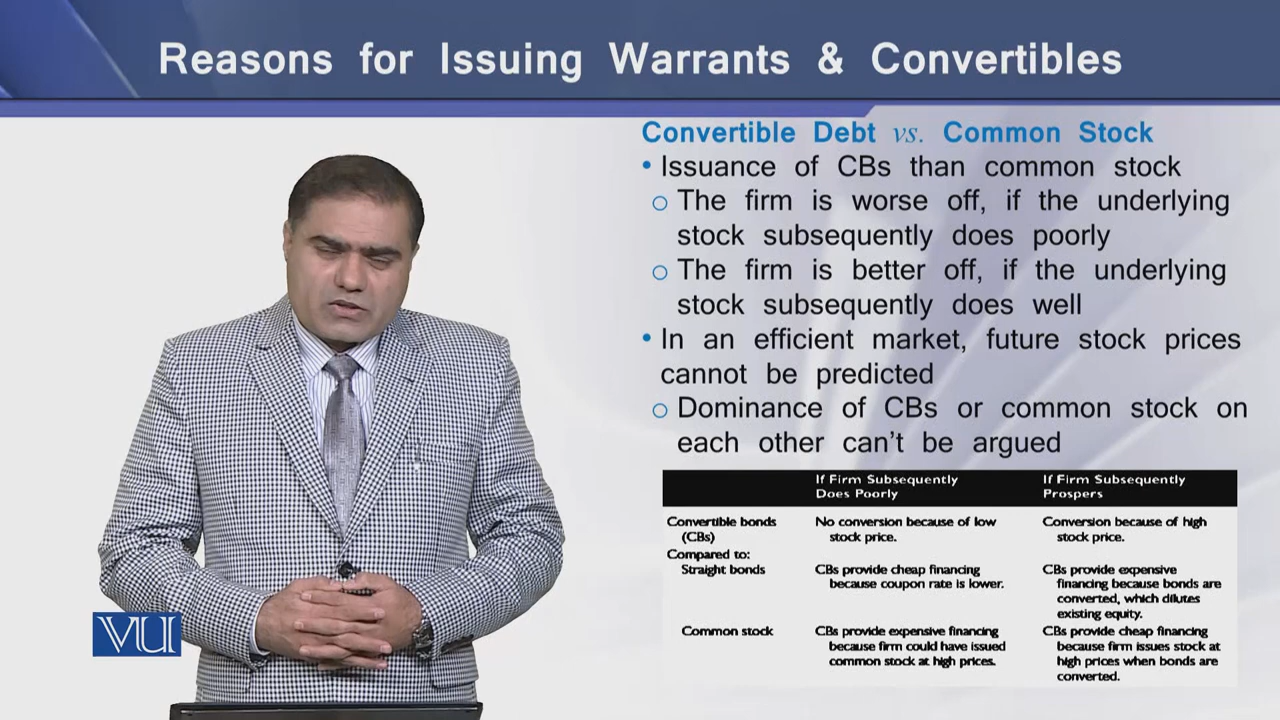 Reasons for Issuing Warrants & Convertibles
Convertible Debt vs. Common Stock
• Issuance of CBs than common stock
o The firm is worse off, if the underlying
stock subsequently does poorly
o The firm is better off, if the underlying
stock subsequently does well
• In an efficient market, future stock prices
cannot be predicted
o Dominance of CBs or common stock on
each other can't be argued
If Firm Subsequently Does Poorly
If Firm Subsequently Prospers
Convertible bonds (CBs)
No conversion because of low stock price.
Conversion because of high stock price.
Compared to:
Straight bonds
CBs provide cheap financing
because coupon rate is lower.
CBs provide expensive
financing because bonds are
converted, which dilutes
existing equity.
Common stock
CBs provide expensive financing
because firm could have issued
common stock at high prices.
CBs provide cheap financing
because firm issues stock at
high prices when bonds are
converted.
VU